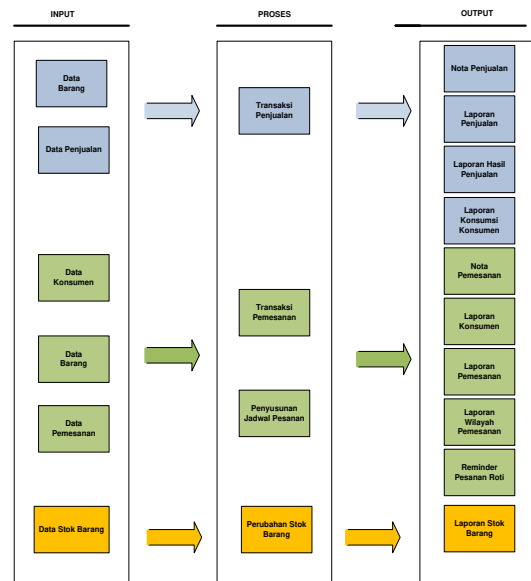 INPUT
PROSES
OUTPUT
Data
Barang
Data Penjualan
Data
Konsumen
Data
Barang
Data
Pemesanan
Data Stok Barang
Transaksi
Penjualan
Transaksi
Pemesanan
Penyusunan
Jadwal Pesanan
Perubahan Stok
Barang
Nota Penjualan
Laporan
Penjualan
Laporan Hasil
Penjualan
Laporan
Konsumsi
Konsumen
Nota
Pemesanan
Laporan
Konsumen
Laporan
Pemesanan
Laporan
Wilayah
Pemesanan
Reminder
Pesanan Roti
Laporan Stok
Barang